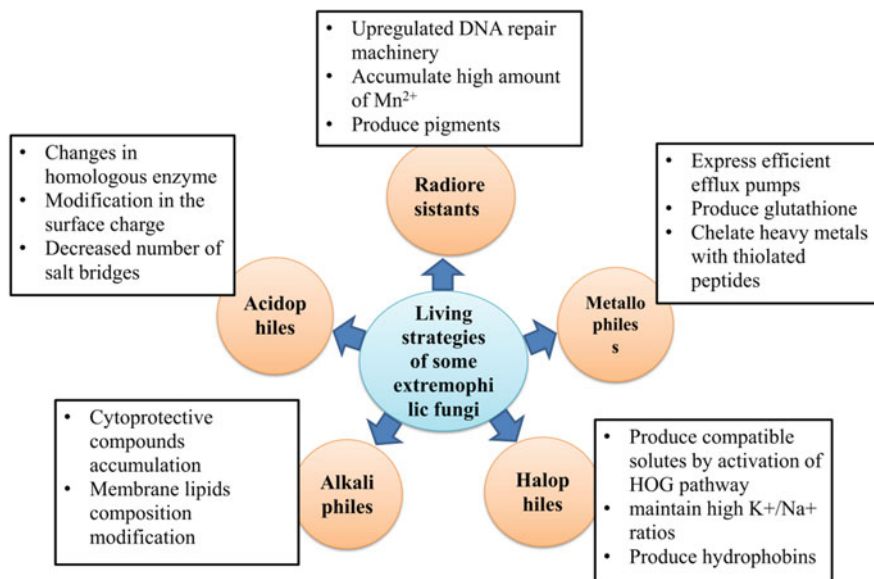 • Upregulated DNA repair
machinery
• Accumulate high amount
of Mn²⁺
• Produce pigments
Radiore
sistants
• Changes in
homologous enzyme
• Modification in the
surface charge
• Decreased number of
salt bridges
Acidop
hiles
• Express efficient
efflux pumps
• Produce glutathione
• Chelate heavy metals
with thiolated
peptides
Metallo
phile
s
Living
strategies
of some
extremophi
lic fungi
• Cytoprotective
compounds
accumulation
• Membrane lipids
composition
modification
Alkali
philes
Halop
hiles
• Produce compatible
solutes by activation of
HOG pathway
• maintain high K+/Na+
ratios
• Produce hydrophobins